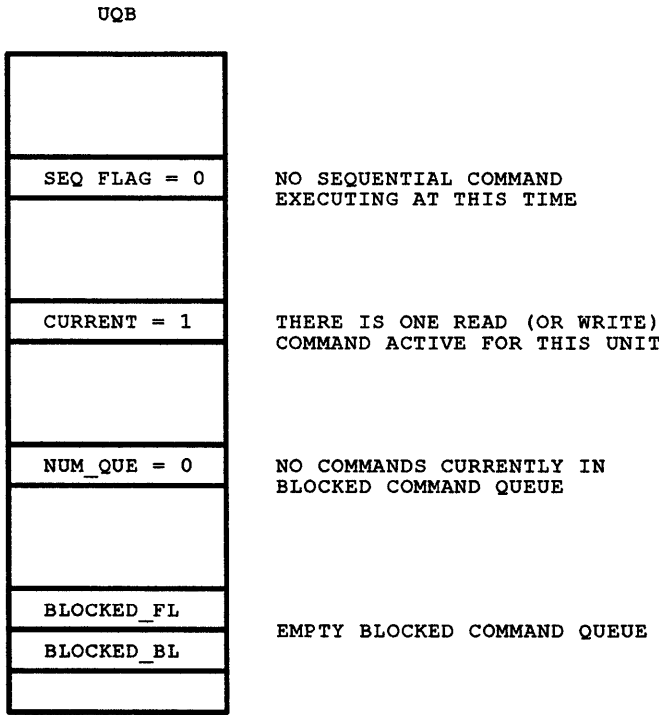 UQB
SEQ FLAG = 0
NO SEQUENTIAL COMMAND
EXECUTING AT THIS TIME
CURRENT = 1
THERE IS ONE READ (OR WRITE)
COMMAND ACTIVE FOR THIS UNIT
NUM_QUE = 0
NO COMMANDS CURRENTLY IN
BLOCKED COMMAND QUEUE
BLOCKED_FL
BLOCKED_BL
EMPTY BLOCKED COMMAND QUEUE